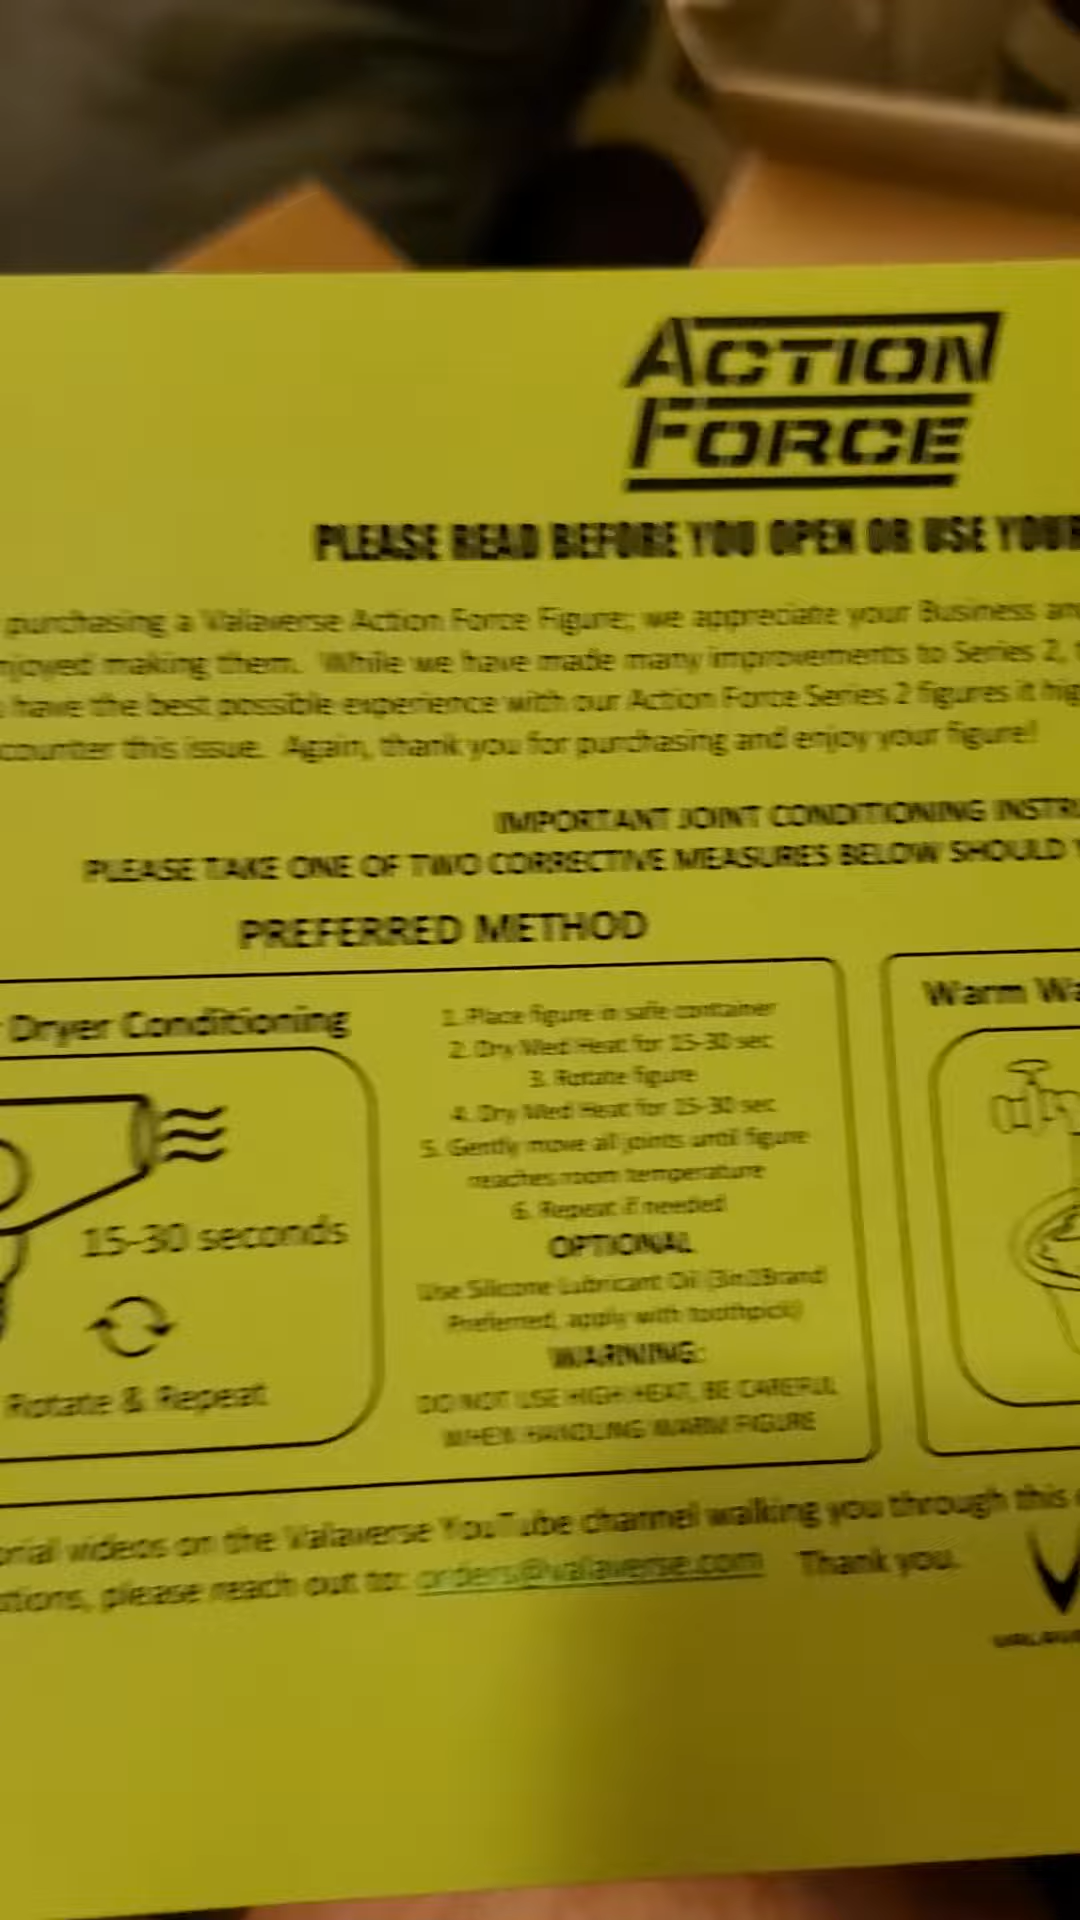 ACTION
FORCE
PLEASE READ BEFORE YOU OPEN OR USE YOUR
purchasing a Valaverse Action Force Figure; we appreciate your Business and
njoyed making them. While we have made many improvements to Series 2,
have the best possible experience with our Action Force Series 2 figures it hig
counter this issue. Again, thank you for purchasing and enjoy your figure!
IMPORTANT JOINT CONDITIONING INSTR
PLEASE TAKE ONE OF TWO CORRECTIVE MEASURES BELOW SHOULD
PREFERRED METHOD
Dryer Conditioning
15-30 seconds
Rotate & Repeat
1. Place figure in safe container
2. Dry Med Heat for 15-30 sec
3. Rotate figure
4. Dry Med Heat for 15-30 sec
5. Gently move all joints until figure
reaches room temperature
6. Repeat if needed
OPTIONAL
Use Silicone Lubricant Oil (3in1Brand
Preferred, apply with toothpick)
WARNING:
DO NOT USE HIGH HEAT, BE CAREFUL
WHEN HANDLING WARM FIGURE
Warm Wa
orial videos on the Valaverse YouTube channel walking you through this
stions, please reach out to: orders@valaverse.com Thank you.
VALAVE